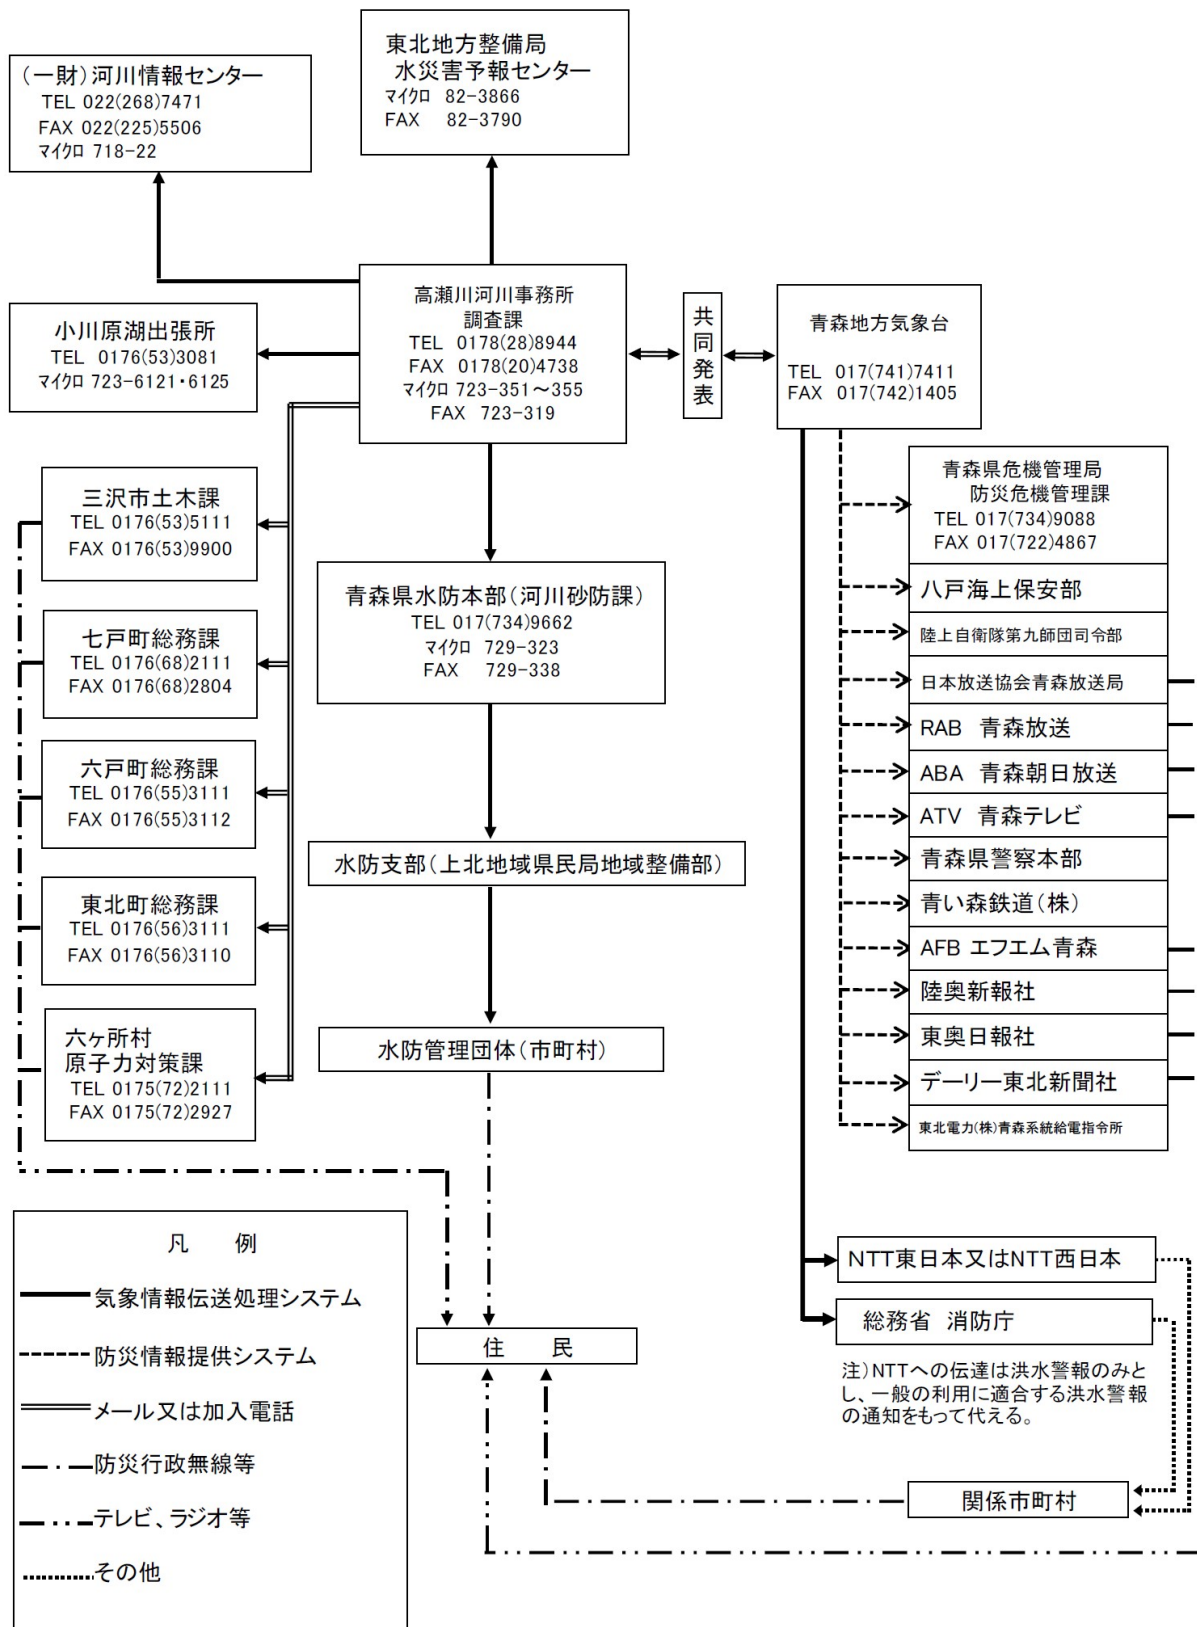 東北地方整備局
水災害予報センター
マイクロ 82-3866
FAX 82-3790
(一財)河川情報センター
TEL 022(268)7471
FAX 022(225)5506
マイクロ 718-22
高瀬川河川事務所
調査課
TEL 0178(28)8944
FAX 0178(20)4738
マイクロ 723-351～355
FAX 723-319
共同発表
青森地方気象台
TEL 017(741)7411
FAX 017(742)1405
小川原湖出張所
TEL 0176(53)3081
マイクロ 723-6121・6125
三沢市土木課
TEL 0176(53)5111
FAX 0176(53)9900
七戸町総務課
TEL 0176(68)2111
FAX 0176(68)2804
六戸町総務課
TEL 0176(55)3111
FAX 0176(55)3112
東北町総務課
TEL 0176(56)3111
FAX 0176(56)3110
六ヶ所村
原子力対策課
TEL 0175(72)2111
FAX 0175(72)2927
青森県水防本部(河川砂防課)
TEL 017(734)9662
マイクロ 729-323
FAX 729-338
水防支部(上北地域県民局地域整備部)
水防管理団体(市町村)
青森県危機管理局
防災危機管理課
TEL 017(734)9088
FAX 017(722)4867
八戸海上保安部
陸上自衛隊第九師団司令部
日本放送協会青森放送局
RAB 青森放送
ABA 青森朝日放送
ATV 青森テレビ
青森県警察本部
青い森鉄道(株)
AFB エフエム青森
陸奥新報社
東奥日報社
デーリー東北新聞社
東北電力(株)青森系統給電指令所
NTT東日本又はNTT西日本
総務省 消防庁
注)NTTへの伝達は洪水警報のみと
し、一般の利用に適合する洪水警報
の通知をもって代える。
住 民
関係市町村
凡 例
気象情報伝送処理システム
防災情報提供システム
メール又は加入電話
防災行政無線等
テレビ、ラジオ等
その他